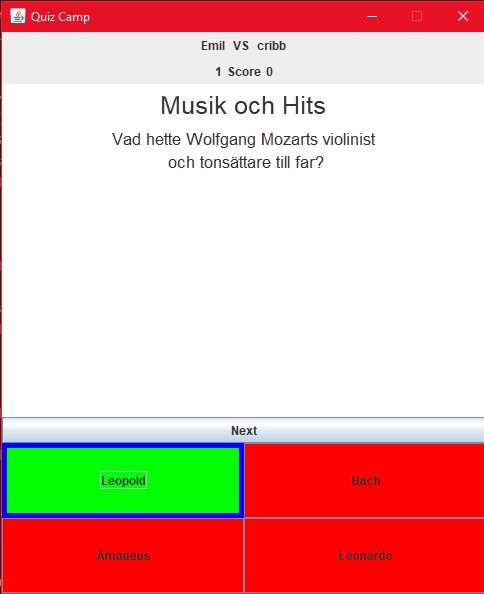 Quiz Camp
Emil VS cribb
1 Score 0
Musik och Hits
Vad hette Wolfgang Mozarts violinist
och tonsättare till far?
Next
Leopold
Bach
Amadeus
Leonardo